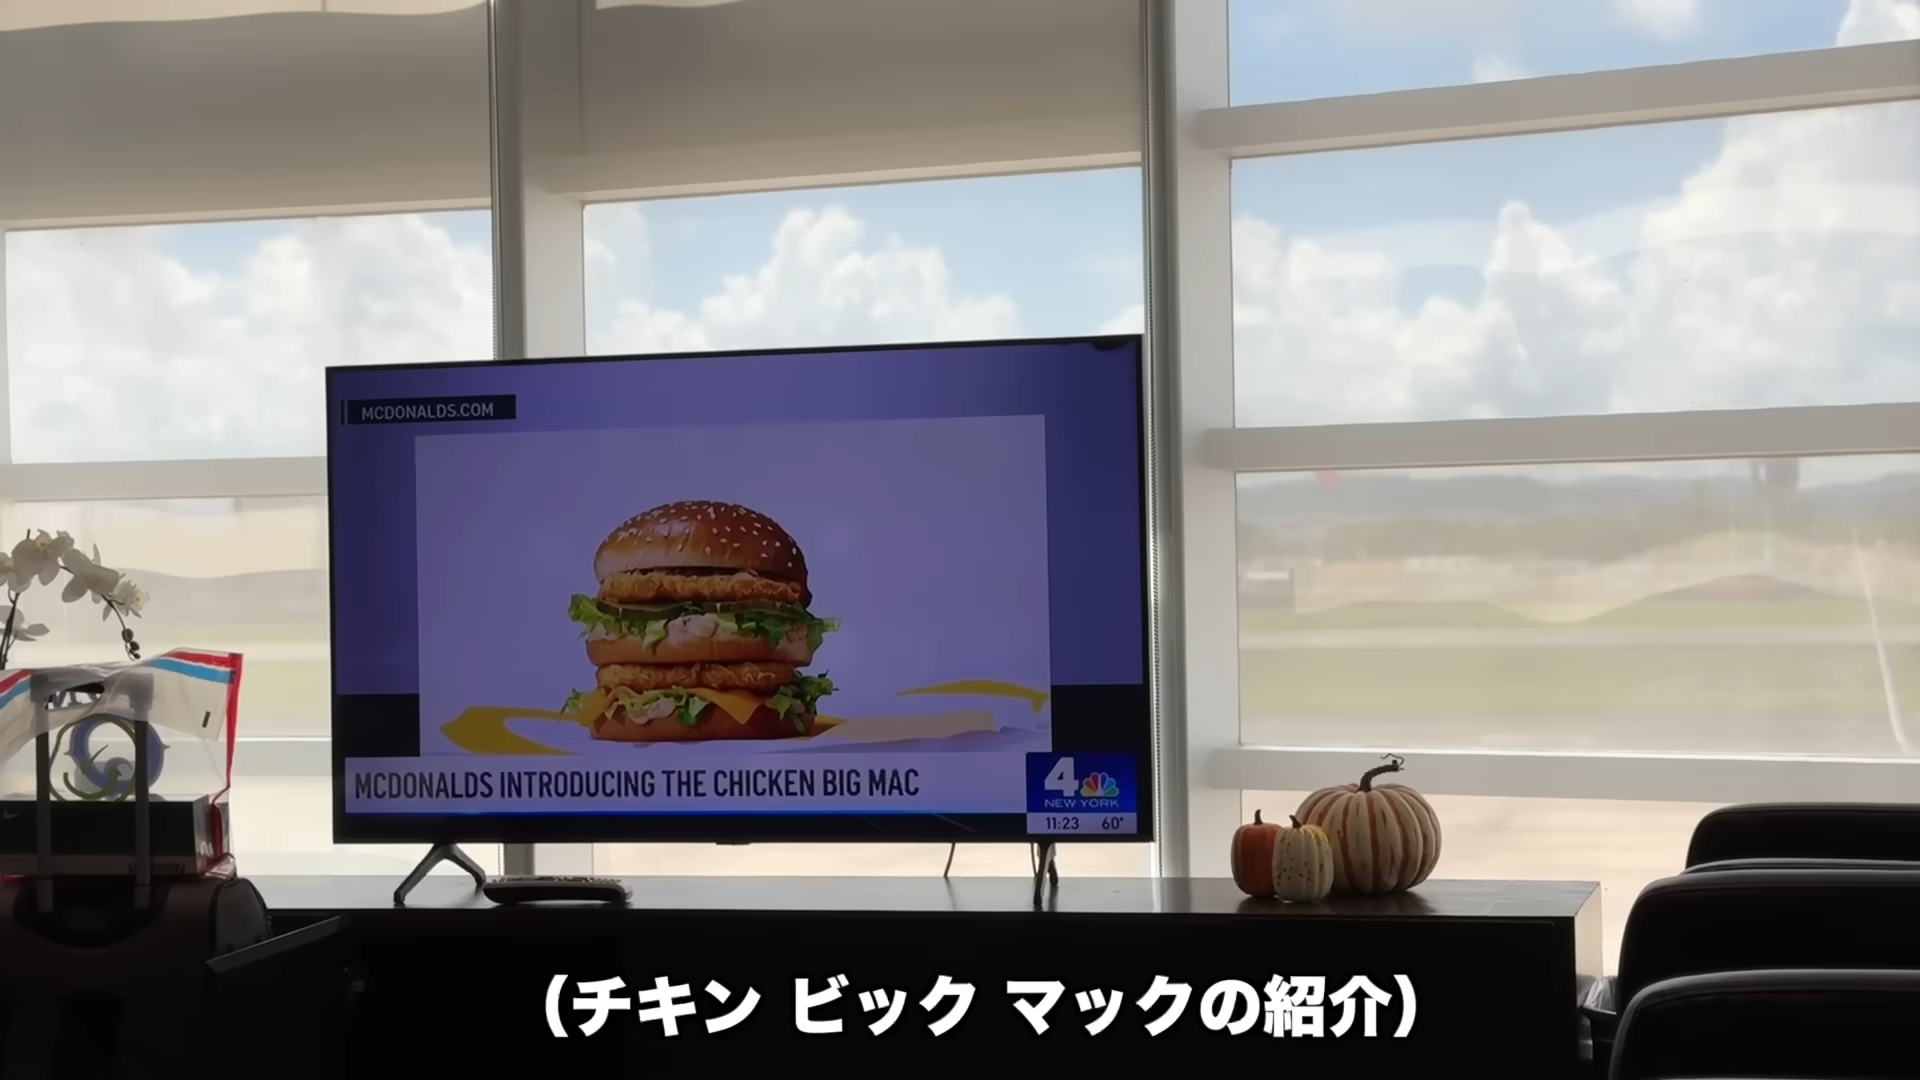 MCDONALDS.COM
MCDONALDS INTRODUCING THE CHICKEN BIG MAC
4
NEW YORK
11:23 60°
(チキン ビック マックの紹介)